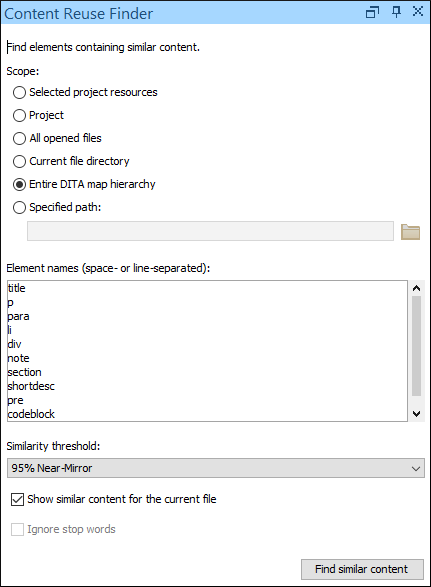 Content Reuse Finder
Find elements containing similar content.
Scope:
Selected project resources
Project
All opened files
Current file directory
Entire DITA map hierarchy
Specified path:
Element names (space- or line-separated):
title
p
para
li
div
note
section
shortdesc
pre
codeblock
Similarity threshold:
95% Near-Mirror
Show similar content for the current file
Ignore stop words
Find similar content